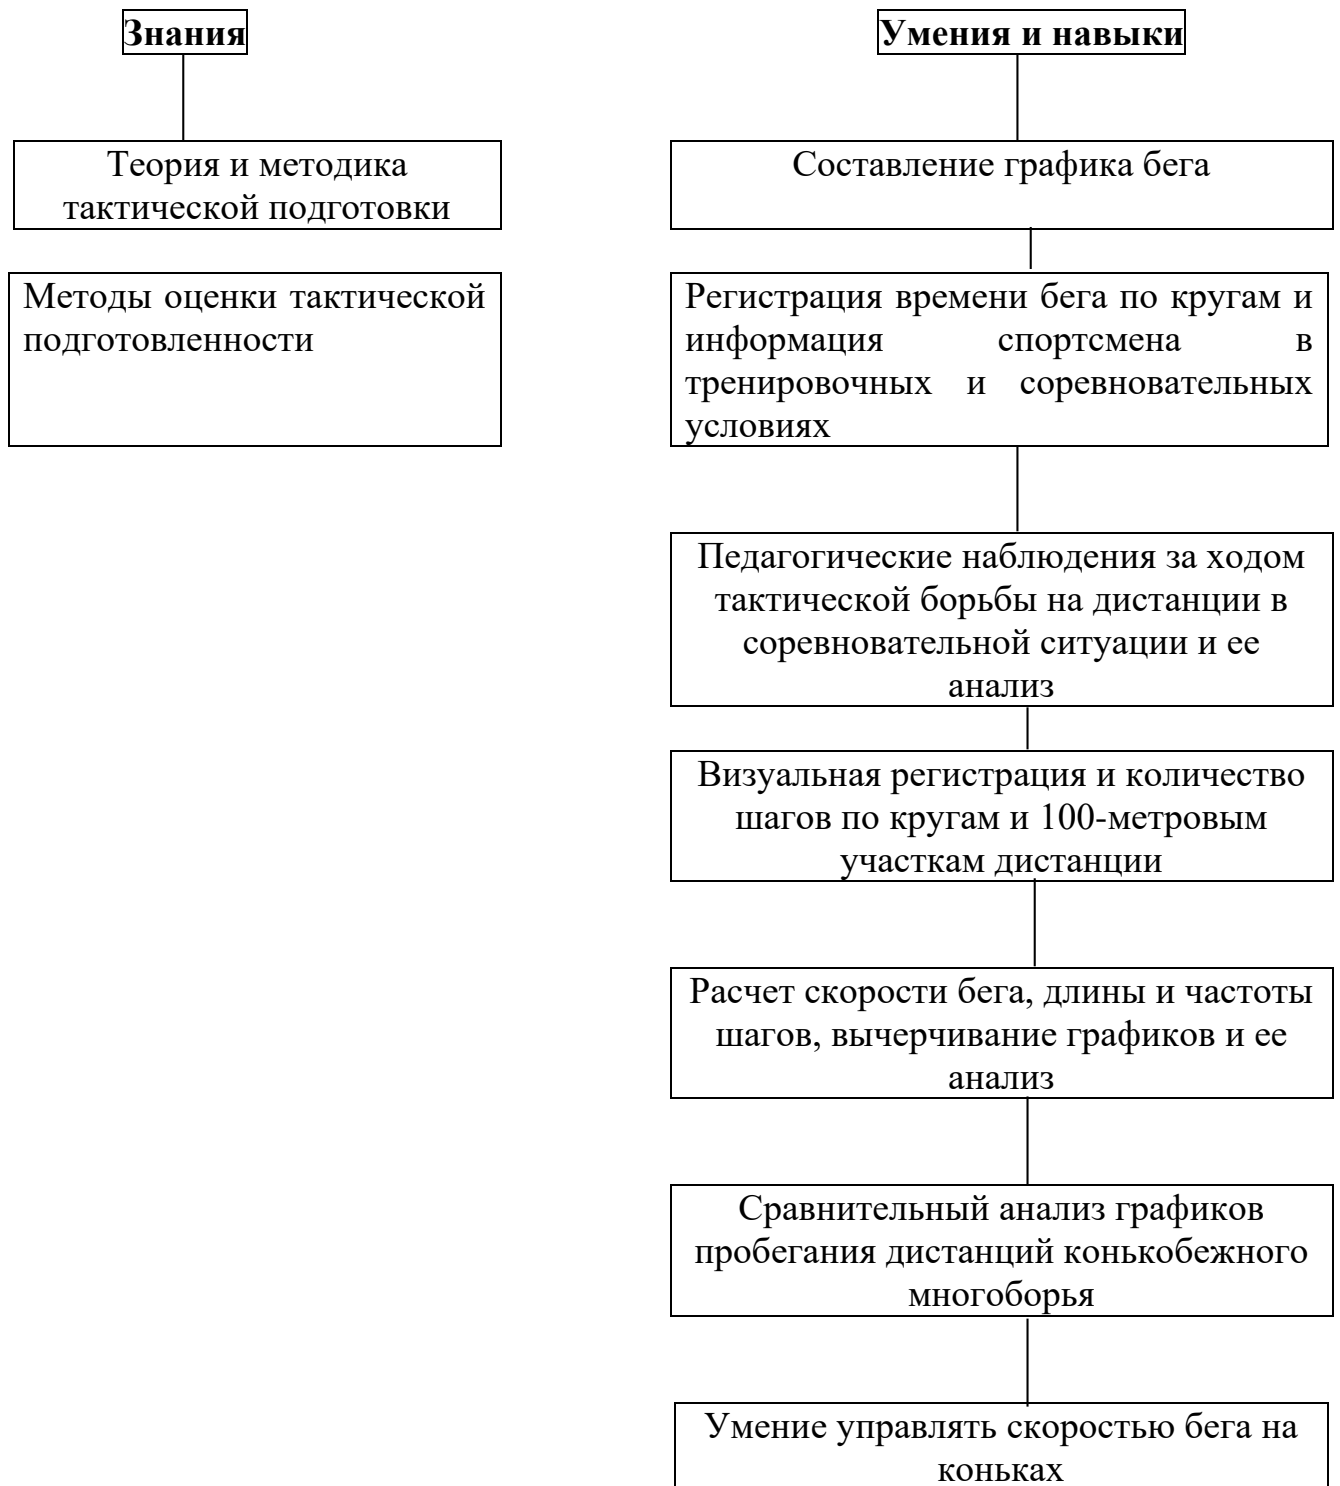 Знания
Умения и навыки
Теория и методика
тактической подготовки
Составление графика бега
Методы оценки тактической
подготовленности
Регистрация времени бега по кругам и
информация спортсмена в
тренировочных и соревновательных
условиях
Педагогические наблюдения за ходом
тактической борьбы на дистанции в
соревновательной ситуации и ее
анализ
Визуальная регистрация и количество
шагов по кругам и 100-метровым
участкам дистанции
Расчет скорости бега, длины и частоты
шагов, вычерчивание графиков и ее
анализ
Сравнительный анализ графиков
пробегания дистанций конькобежного
многоборья
Умение управлять скоростью бега на
коньках